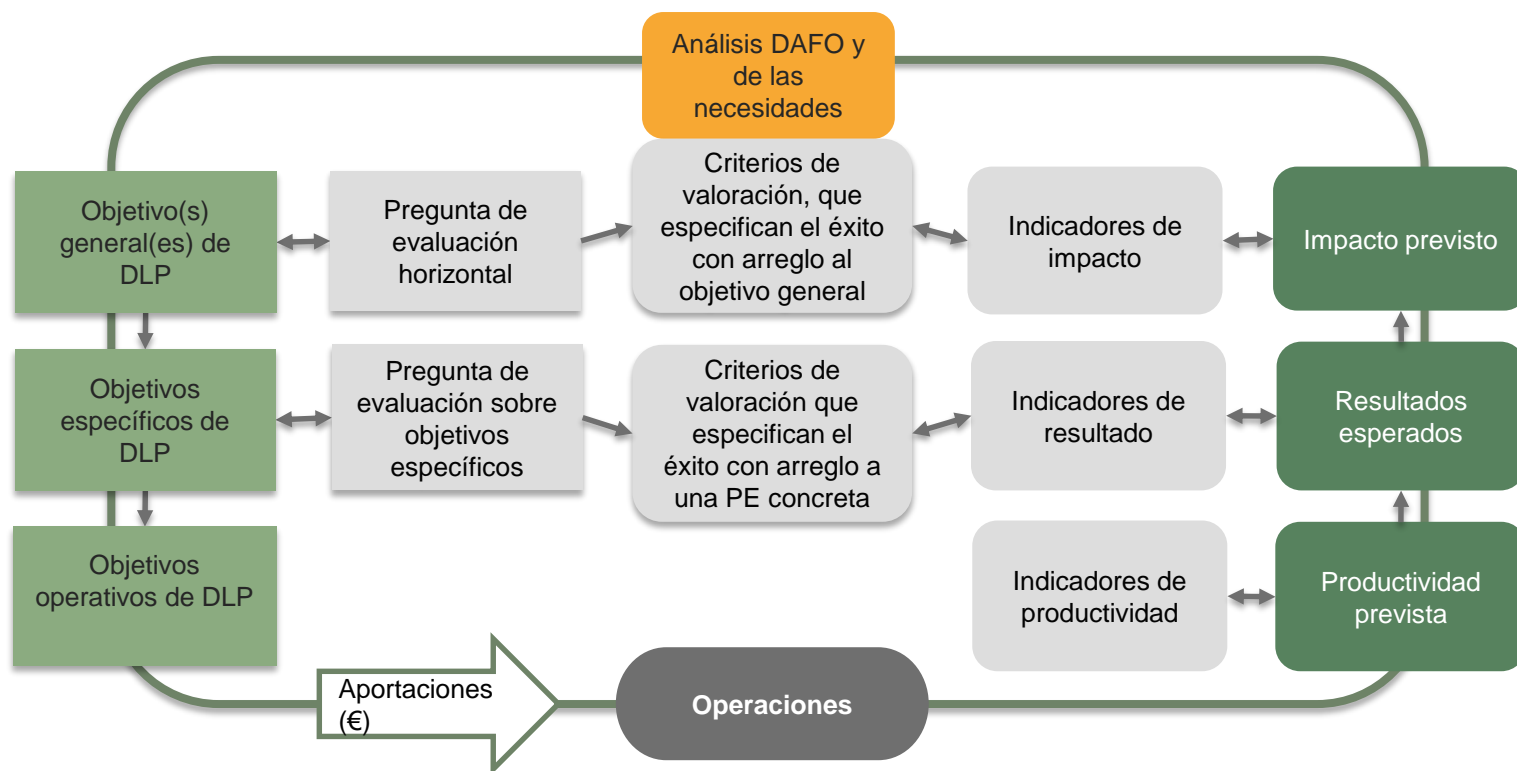 Análisis DAFO y
de las
necesidades
Objetivo(s)
general(es) de
DLP
Pregunta de
evaluación
horizontal
Criterios de
valoración, que
especifican el éxito
con arreglo al
objetivo general
Indicadores de
impacto
Impacto previsto
Objetivos
específicos de
DLP
Pregunta de
evaluación sobre
objetivos
específicos
Criterios de
valoración que
especifican el
éxito con arreglo a
una PE concreta
Indicadores de
resultado
Resultados
esperados
Objetivos
operativos de DLP
Indicadores de
productividad
Productividad
prevista
Aportaciones
(€)
Operaciones